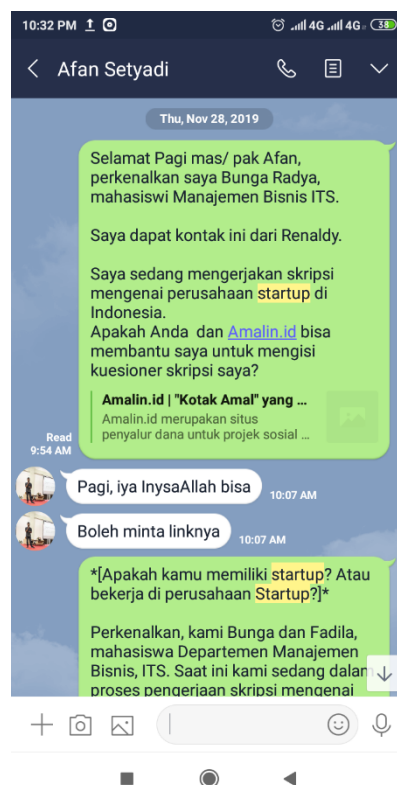 10:32 PM 4G 4G 38
Afan Setyadi
Thu, Nov 28, 2019
Selamat Pagi mas/ pak Afan,
perkenalkan saya Bunga Radya,
mahasiswi Manajemen Bisnis ITS.
Saya dapat kontak ini dari Renaldy.
Saya sedang mengerjakan skripsi
mengenai perusahaan startup di
Indonesia.
Apakah Anda dan Amalin.id bisa
membantu saya untuk mengisi
kuesioner skripsi saya?
Amalin.id | "Kotak Amal" yang ...
Amalin.id merupakan situs
penyalur dana untuk projek sosial ...
Read
9:54 AM
Pagi, iya InysaAllah bisa
10:07 AM
Boleh minta linknya
10:07 AM
*[Apakah kamu memiliki startup? Atau
bekerja di perusahaan Startup?]*
Perkenalkan, kami Bunga dan Fadila,
mahasiswa Departemen Manajemen
Bisnis, ITS. Saat ini kami sedang dalam
proses pengerjaan skripsi mengenai